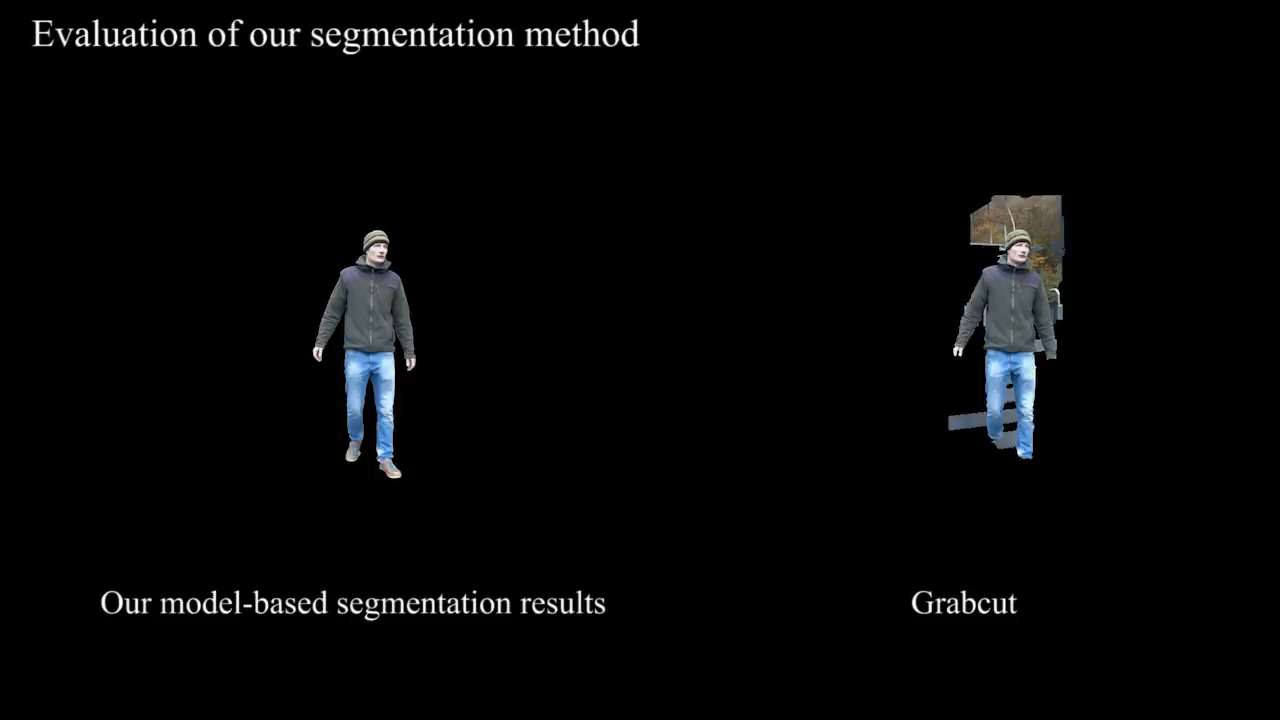 Evaluation of our segmentation method
Our model-based segmentation results
Grabcut